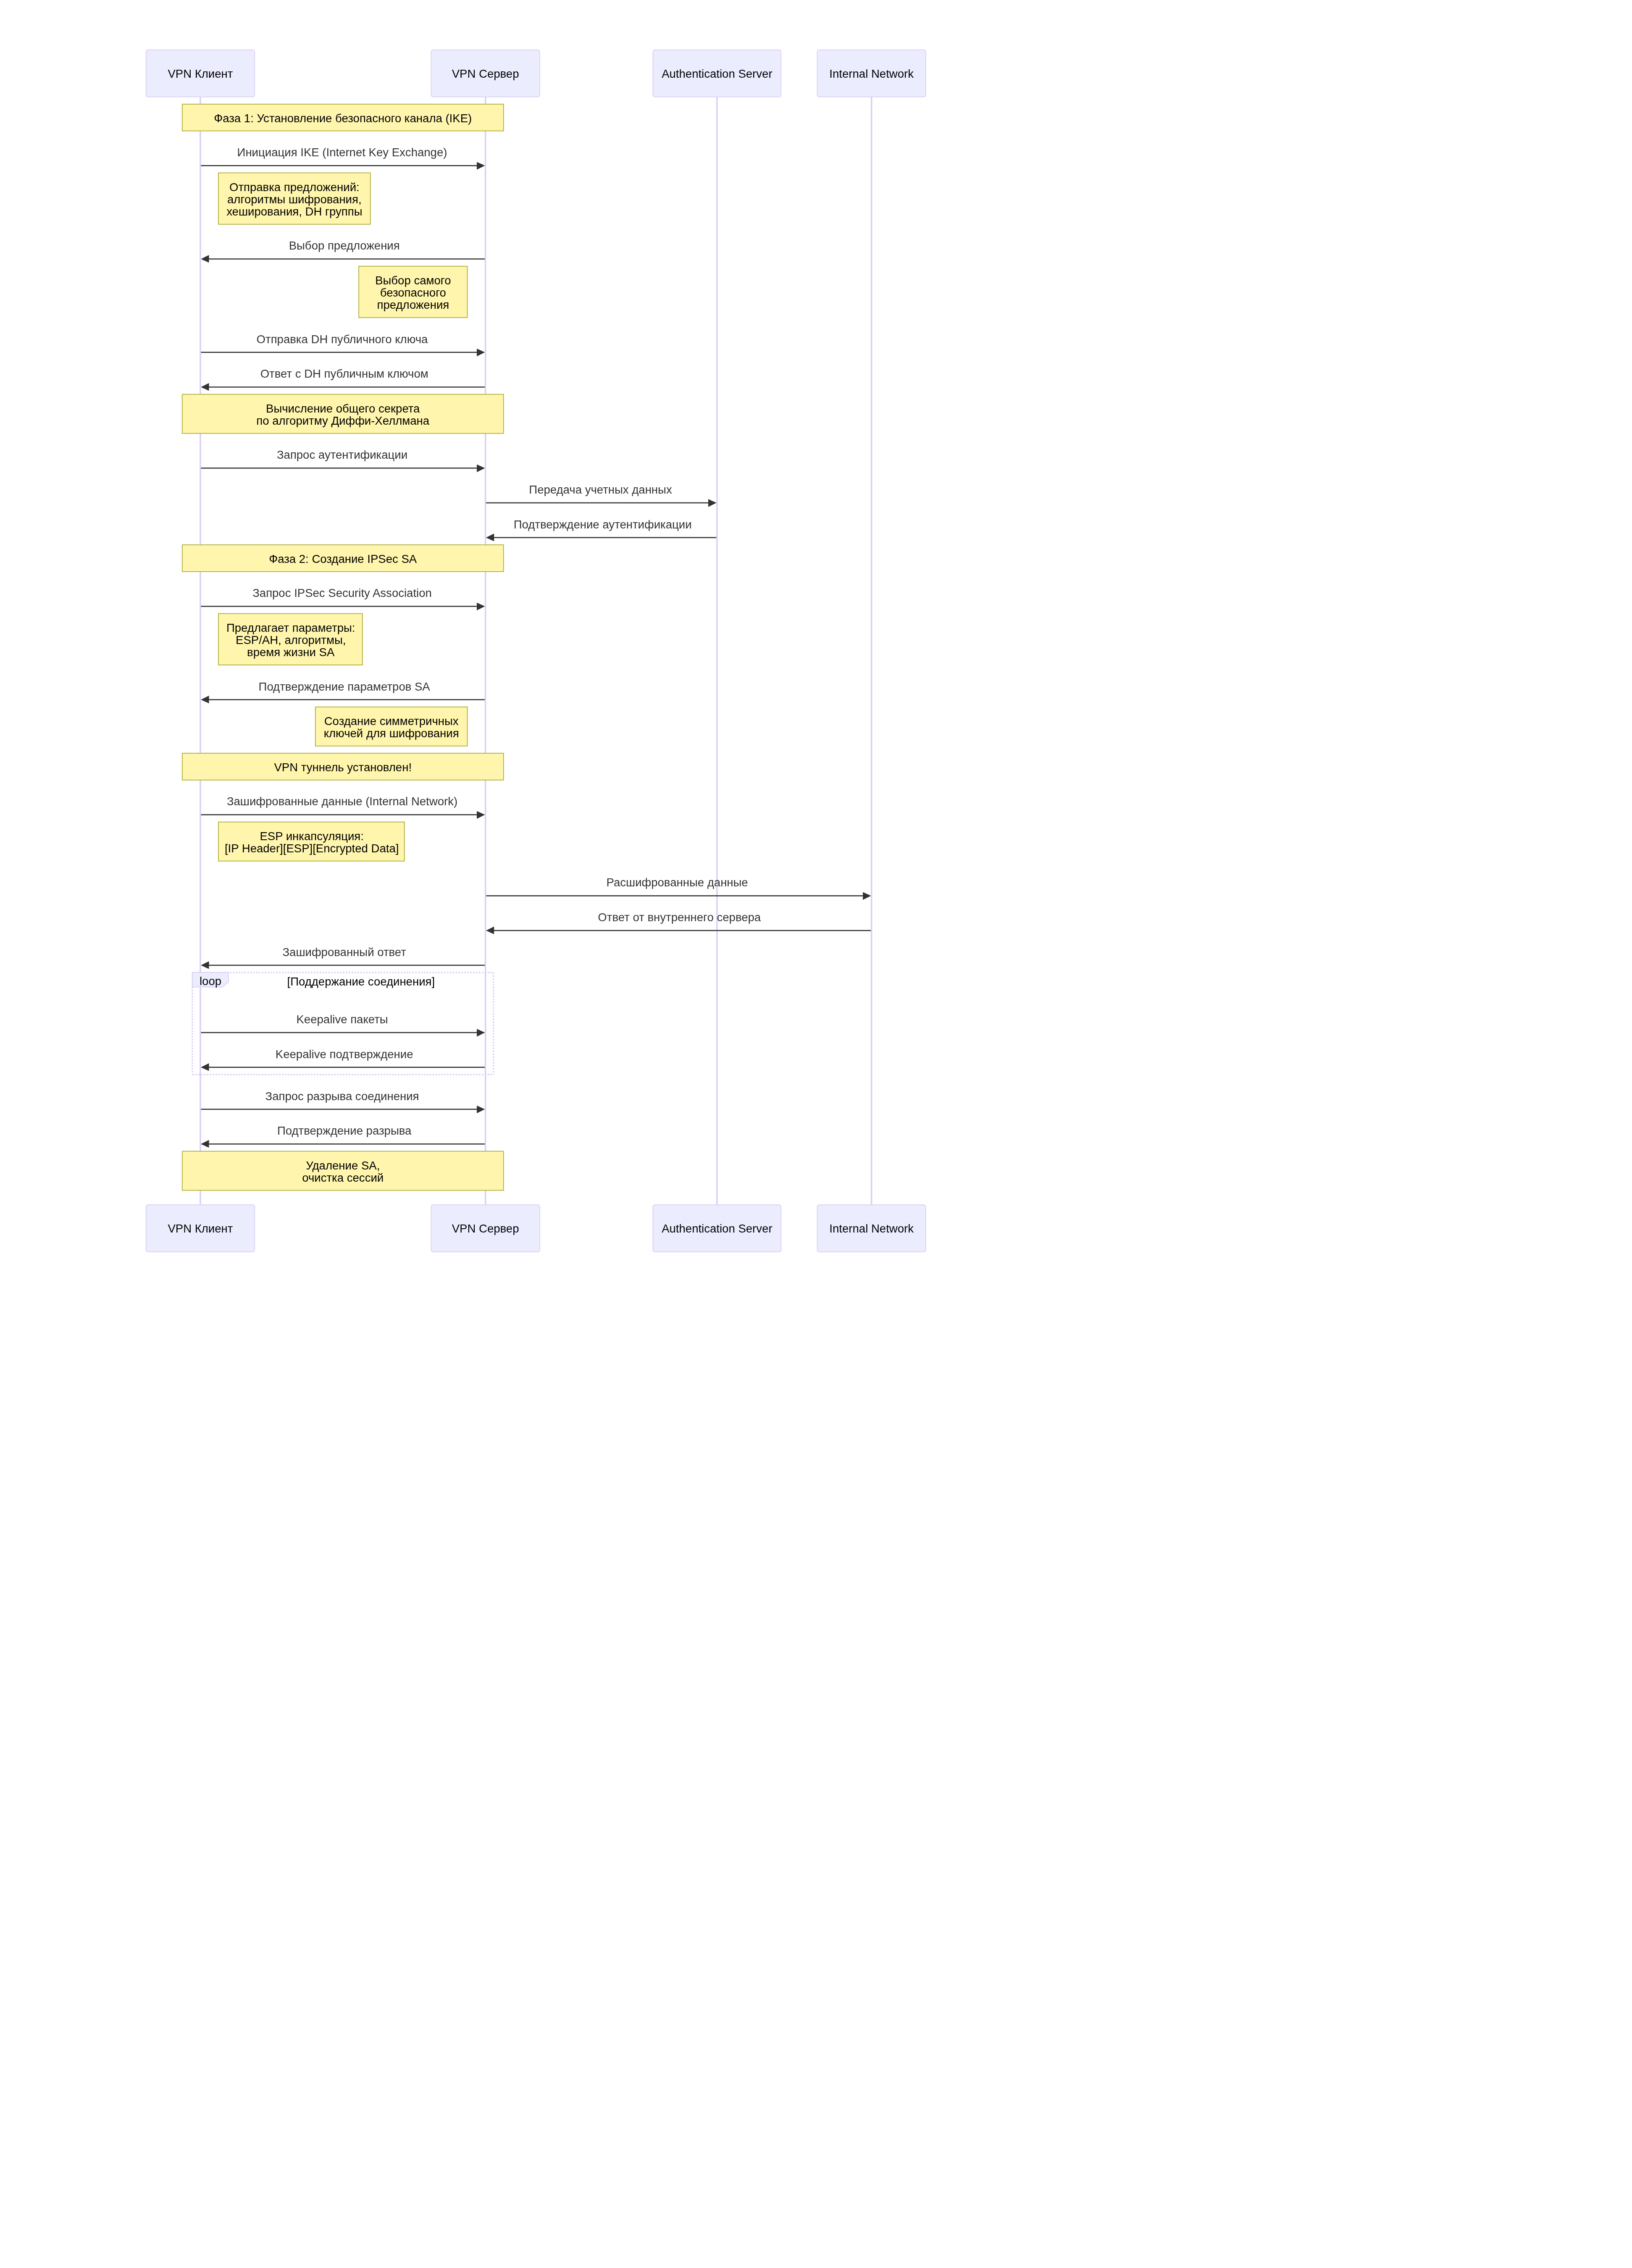 VPN Клиент
VPN Сервер
Authentication Server
Internal Network
Фаза 1: Установление безопасного канала (IKE)
Инициация IKE (Internet Key Exchange)
Отправка предложений:
алгоритмы шифрования,
хеширования, DH группы
Выбор предложения
Выбор самого
безопасного
предложения
Отправка DH публичного ключа
Ответ с DH публичным ключом
Вычисление общего секрета
по алгоритму Диффи-Хеллмана
Запрос аутентификации
Передача учетных данных
Подтверждение аутентификации
Фаза 2: Создание IPSec SA
Запрос IPSec Security Association
Предлагает параметры:
ESP/AH, алгоритмы,
время жизни SA
Подтверждение параметров SA
Создание симметричных
ключей для шифрования
VPN туннель установлен!
Зашифрованные данные (Internal Network)
ESP инкапсуляция:
[IP Header][ESP][Encrypted Data]
Расшифрованные данные
Ответ от внутреннего сервера
Зашифрованный ответ
loop
[Поддержание соединения]
Keepalive пакеты
Keepalive подтверждение
Запрос разрыва соединения
Подтверждение разрыва
Удаление SA,
очистка сессий
VPN Клиент
VPN Сервер
Authentication Server
Internal Network